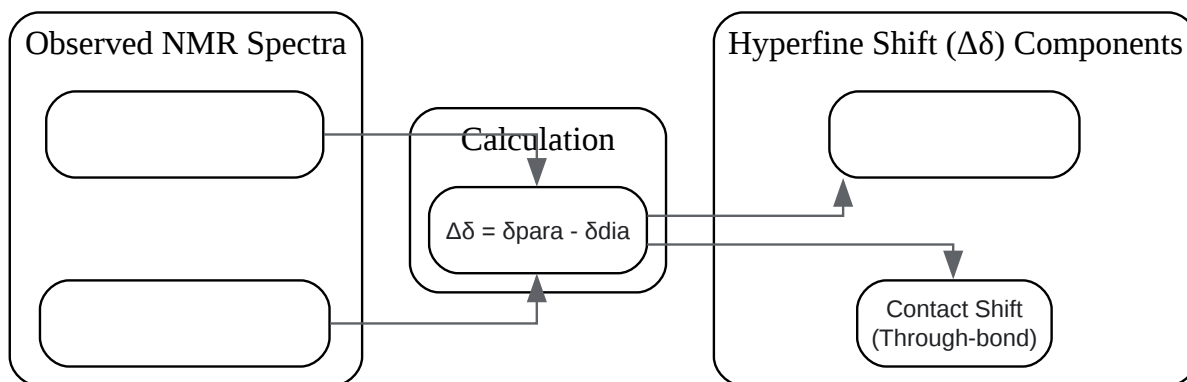 Observed NMR Spectra
Calculation
Δδ = δpara - δdia
Hyperfine Shift (Δδ) Components
Contact Shift
(Through-bond)